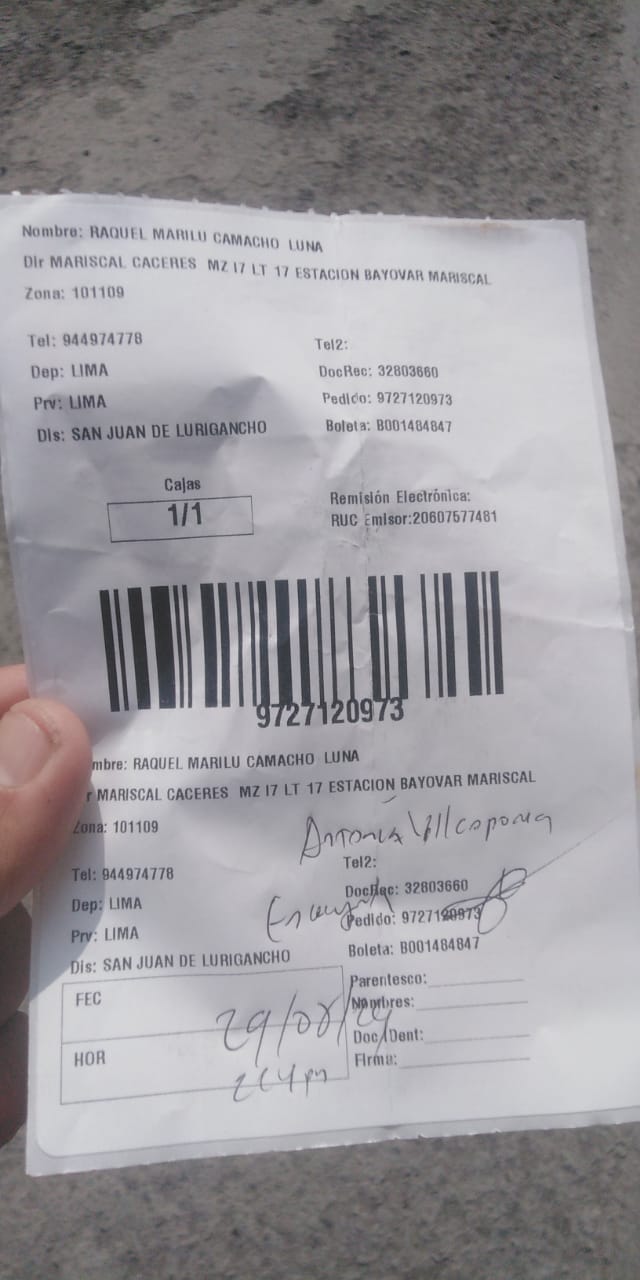 Nombre: RAQUEL MARILU CAMACHO LUNA
Dir MARISCAL CACERES MZ I7 LT 17 ESTACION BAYOVAR MARISCAL
Zona: 101109
Tel: 944974778 Tel2:
Dep: LIMA DocRec: 32803660
Prv: LIMA Pedido: 9727120973
Dis: SAN JUAN DE LURIGANCHO Boleta: B001484847
Cajas
1/1
Remisión Electrónica:
RUC Emisor:20607577481
9727120973
mbre: RAQUEL MARILU CAMACHO LUNA
r MARISCAL CACERES MZ I7 LT 17 ESTACION BAYOVAR MARISCAL
Zona: 101109
Antonia
Tel: 944974778 Tel2:
Dep: LIMA DocRec: 32803660
Prv: LIMA Pedido: 9727120973
Dis: SAN JUAN DE LURIGANCHO Boleta: B001484847
FEC Parentesco:
Nombres:
29/08/24
HOR Doc/Dent:
Firma: